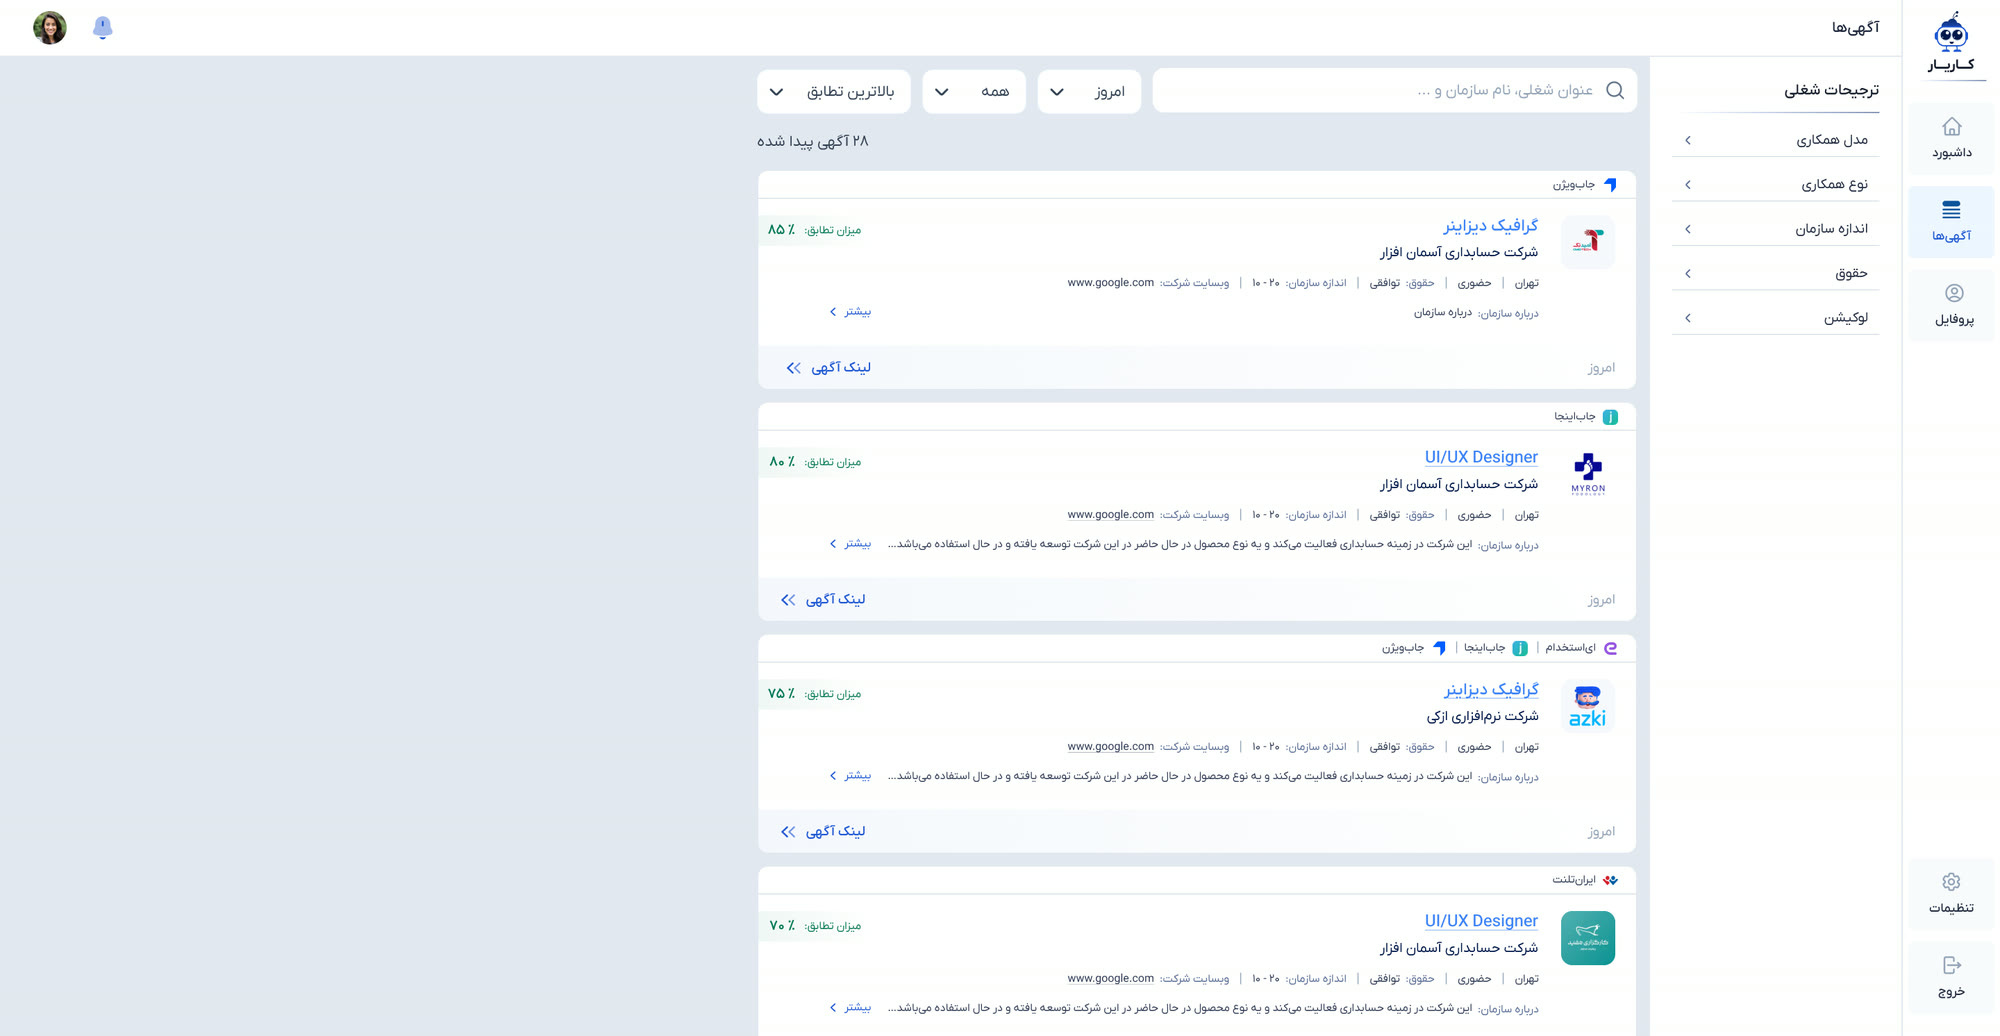 آگهی‌ها
کـــاریـــار
داشبورد
آگهی‌ها
پروفایل
تنظیمات
خروج
ترجیحات شغلی
مدل همکاری
نوع همکاری
اندازه سازمان
حقوق
لوکیشن
عنوان شغلی، نام سازمان و ...
امروز
همه
بالاترین تطابق
۲۸ آگهی پیدا شده
جاب‌ویژن
گرافیک دیزاینر
میزان تطابق: ٪ ۸۵
شرکت حسابداری آسمان افزار
تهران | حضوری | حقوق: توافقی | اندازه سازمان: ۲۰ - ۱۰ | وبسایت شرکت: www.google.com
درباره سازمان: درباره سازمان
بیشتر
امروز
لینک آگهی
جاب‌اینجا
UI/UX Designer
میزان تطابق: ٪ ۸۰
MYRON
PODOLOGY
شرکت حسابداری آسمان افزار
تهران | حضوری | حقوق: توافقی | اندازه سازمان: ۲۰ - ۱۰ | وبسایت شرکت: www.google.com
درباره سازمان: این شرکت در زمینه حسابداری فعالیت می‌کند و یه نوع محصول در حال حاضر در این شرکت توسعه یافته و در حال استفاده می‌باشد...
بیشتر
امروز
لینک آگهی
ای‌استخدام | جاب‌اینجا | جاب‌ویژن
گرافیک دیزاینر
میزان تطابق: ٪ ۷۵
azki
شرکت نرم‌افزاری ازکی
تهران | حضوری | حقوق: توافقی | اندازه سازمان: ۲۰ - ۱۰ | وبسایت شرکت: www.google.com
درباره سازمان: این شرکت در زمینه حسابداری فعالیت می‌کند و یه نوع محصول در حال حاضر در این شرکت توسعه یافته و در حال استفاده می‌باشد...
بیشتر
امروز
لینک آگهی
ایران‌تلنت
UI/UX Designer
میزان تطابق: ٪ ۷۰
شرکت حسابداری آسمان افزار
تهران | حضوری | حقوق: توافقی | اندازه سازمان: ۲۰ - ۱۰ | وبسایت شرکت: www.google.com
درباره سازمان: این شرکت در زمینه حسابداری فعالیت می‌کند و یه نوع محصول در حال حاضر در این شرکت توسعه یافته و در حال استفاده می‌باشد...
بیشتر